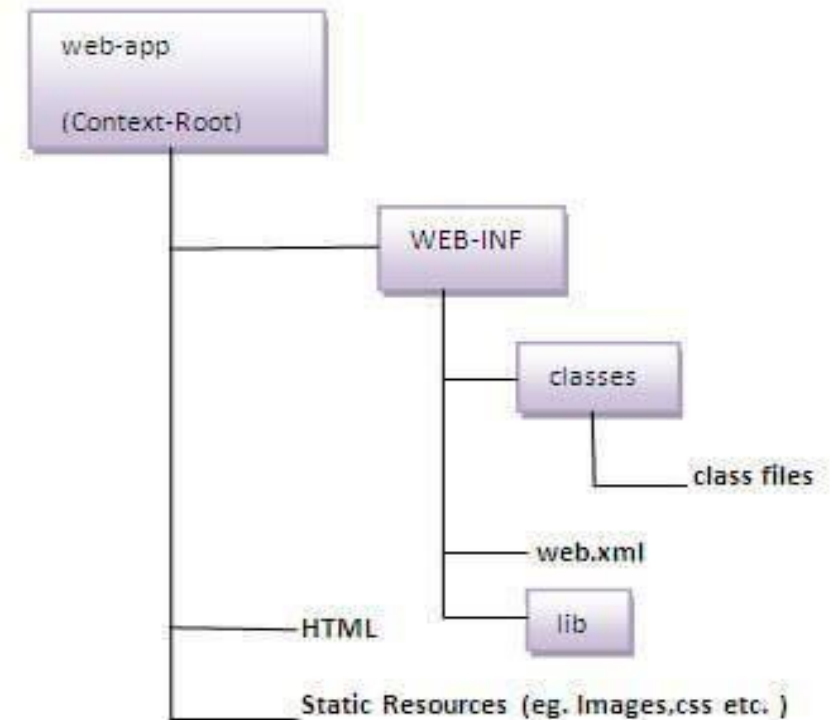 web-app
(Context-Root)
WEB-INF
classes
class files
web.xml
lib
HTML
Static Resources (eg. Images,css etc. )